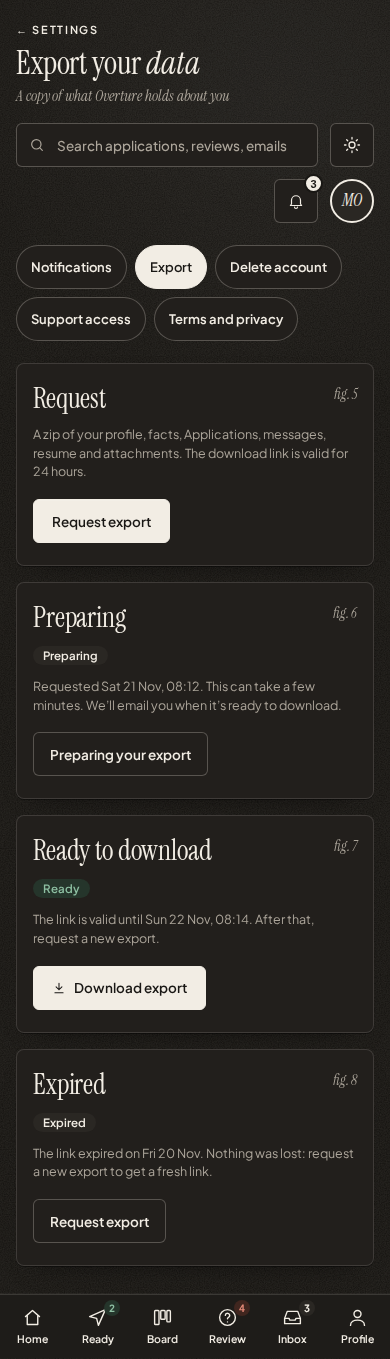 ← SETTINGS
Export your data
A copy of what Overture holds about you
Search applications, reviews, emails
3
MO
Notifications
Export
Delete account
Support access
Terms and privacy
Request
fig. 5
A zip of your profile, facts, Applications, messages,
resume and attachments. The download link is valid for
24 hours.
Request export
Preparing
fig. 6
Preparing
Requested Sat 21 Nov, 08:12. This can take a few
minutes. We'll email you when it's ready to download.
Preparing your export
Ready to download
fig. 7
Ready
The link is valid until Sun 22 Nov, 08:14. After that,
request a new export.
Download export
Expired
fig. 8
Expired
The link expired on Fri 20 Nov. Nothing was lost: request
a new export to get a fresh link.
Request export
2
4
3
Home
Ready
Board
Review
Inbox
Profile